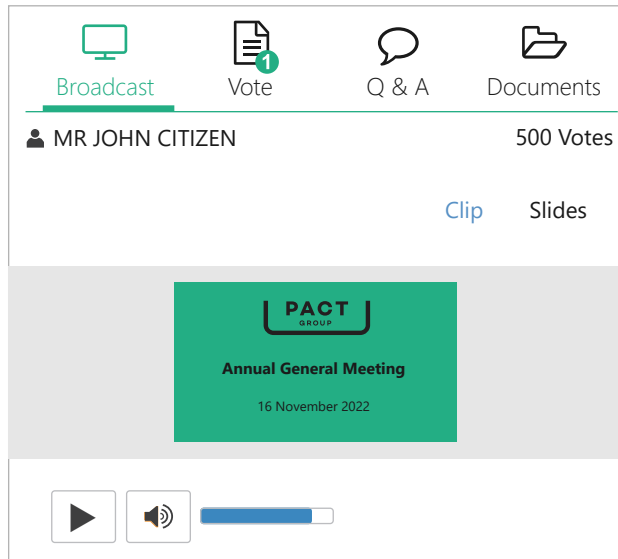 Broadcast
1
Vote
Q & A
Documents
MR JOHN CITIZEN 500 Votes
Clip Slides
PACT
GROUP
Annual General Meeting
16 November 2022